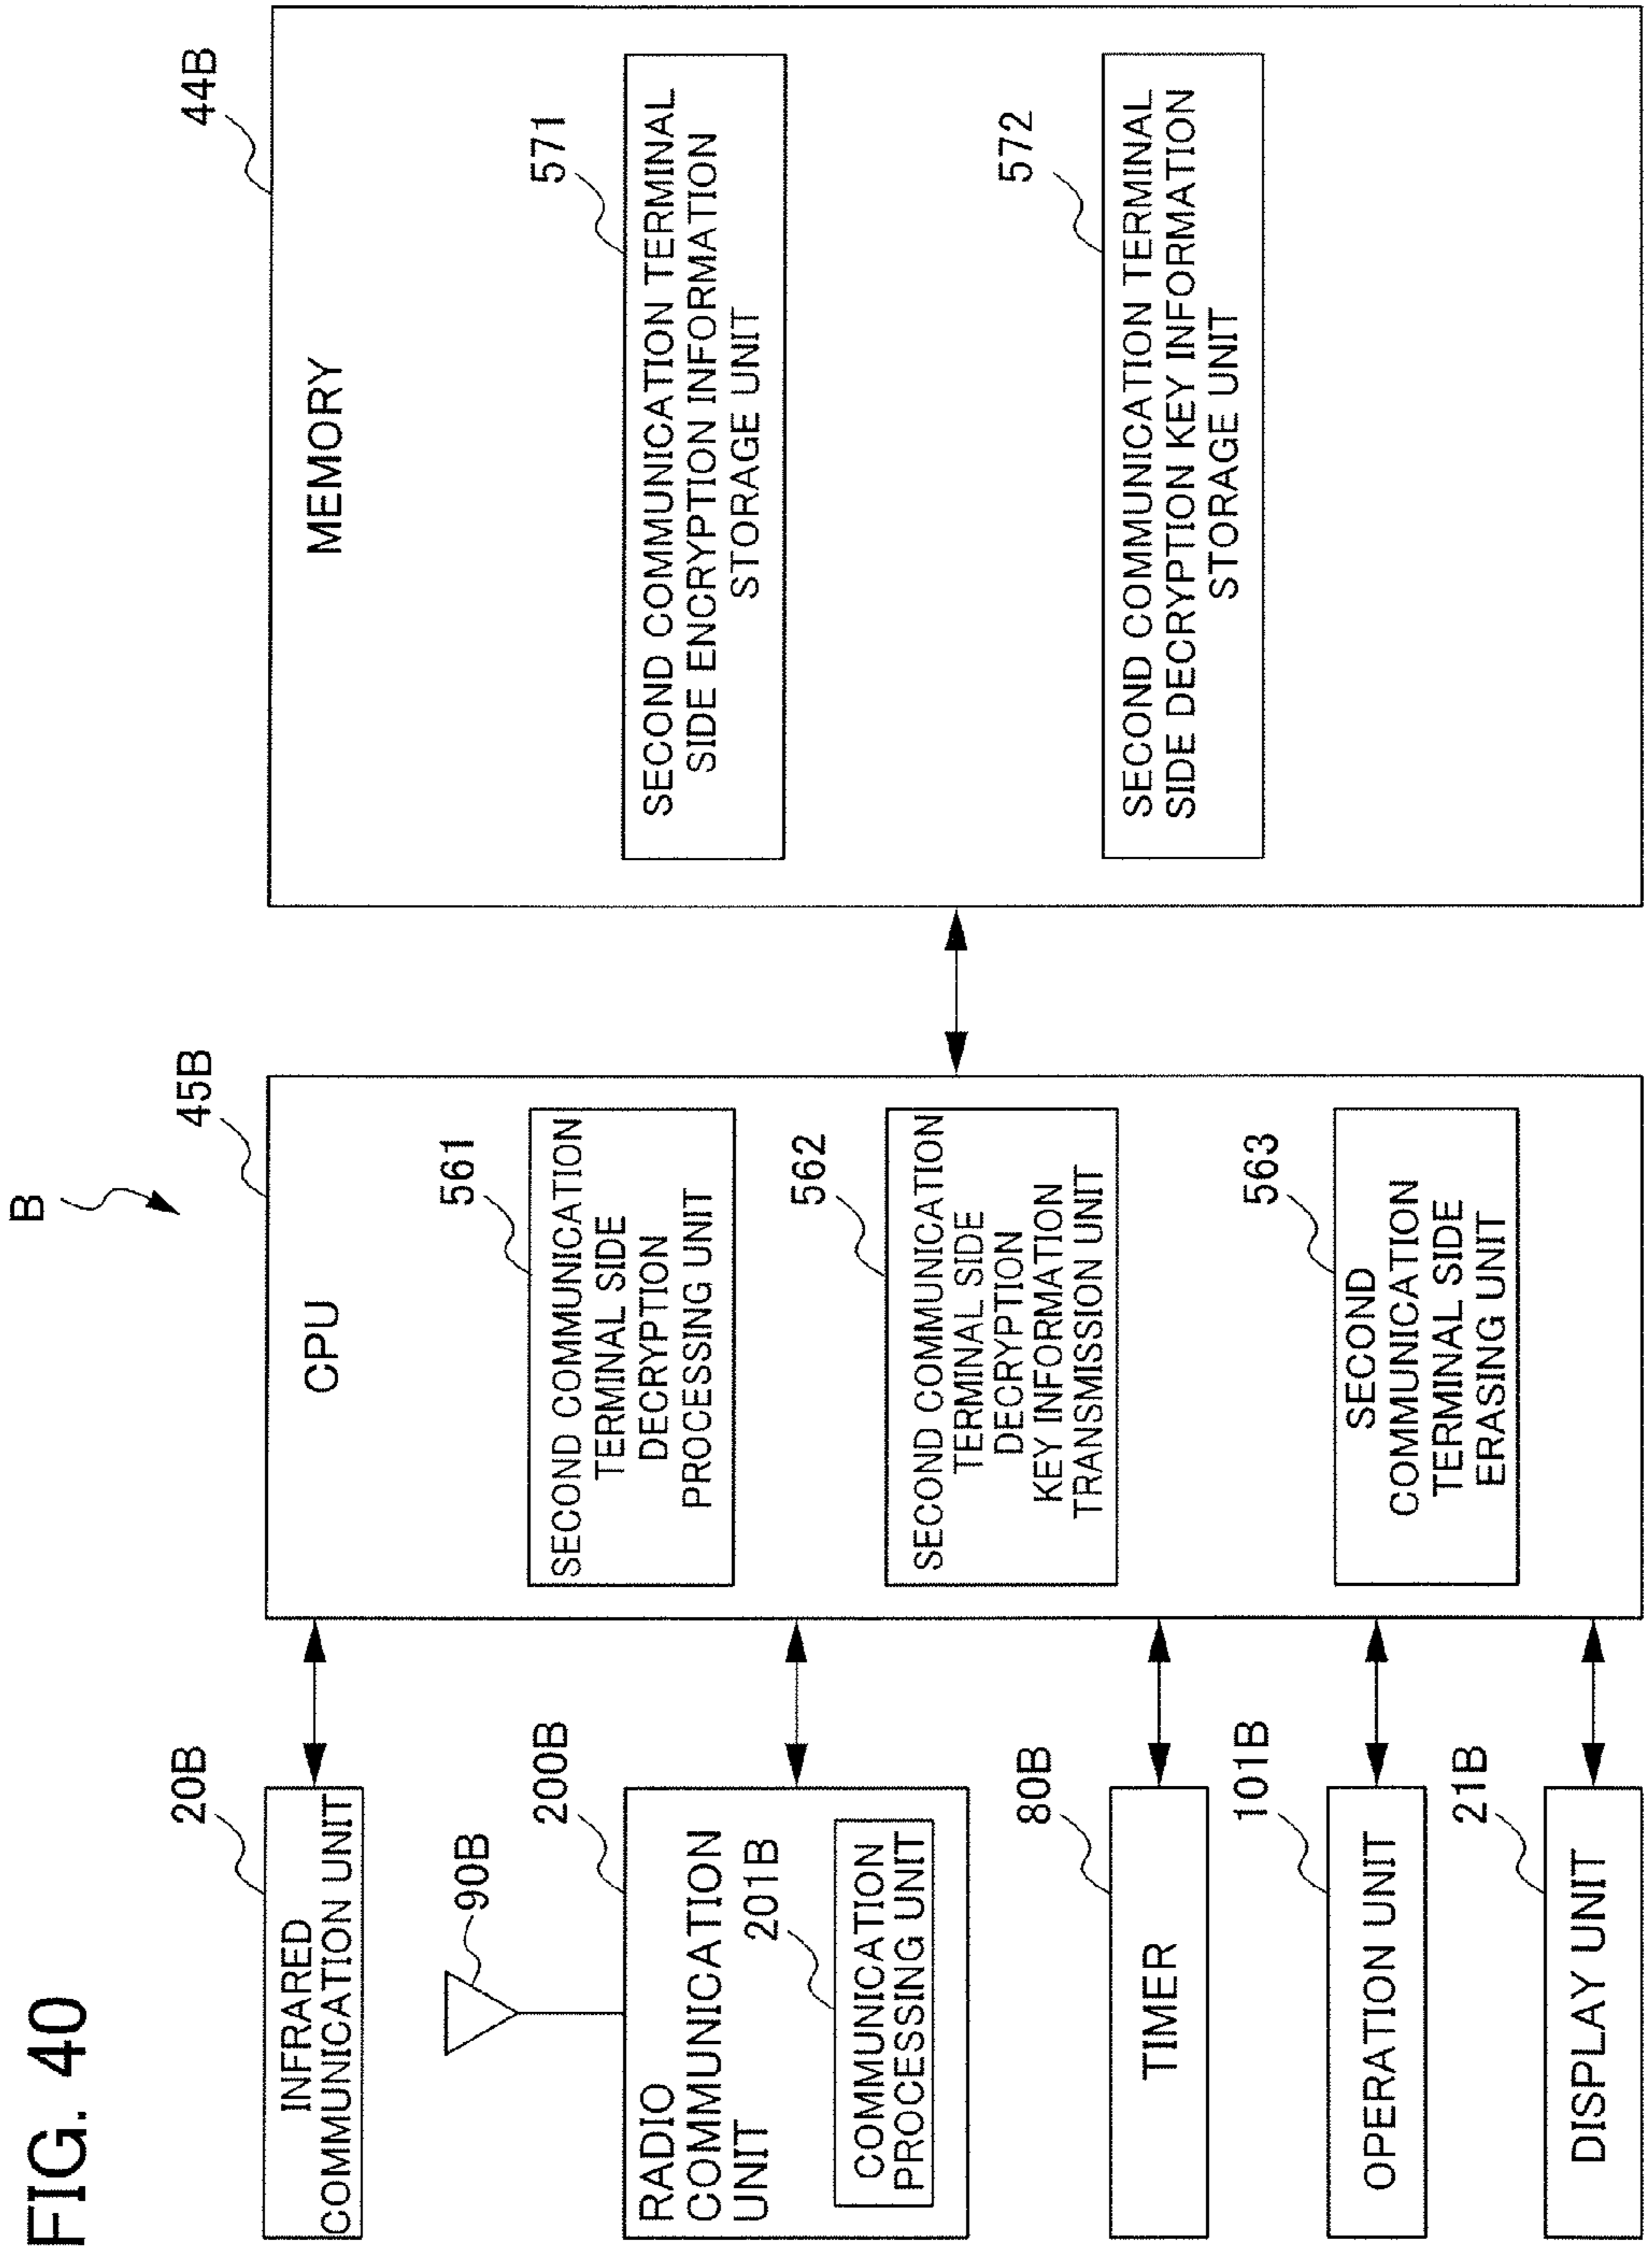 FIG. 40
B
20B
INFRARED
COMMUNICATION UNIT
90B
200B
RADIO
COMMUNICATION
UNIT
201B
COMMUNICATION
PROCESSING UNIT
80B
TIMER
101B
OPERATION UNIT
21B
DISPLAY UNIT
45B
CPU
561
SECOND COMMUNICATION
TERMINAL SIDE
DECRYPTION
PROCESSING UNIT
562
SECOND COMMUNICATION
TERMINAL SIDE
DECRYPTION
KEY INFORMATION
TRANSMISSION UNIT
563
SECOND
COMMUNICATION
TERMINAL SIDE
ERASING UNIT
44B
MEMORY
571
SECOND COMMUNICATION TERMINAL
SIDE ENCRYPTION INFORMATION
STORAGE UNIT
572
SECOND COMMUNICATION TERMINAL
SIDE DECRYPTION KEY INFORMATION
STORAGE UNIT